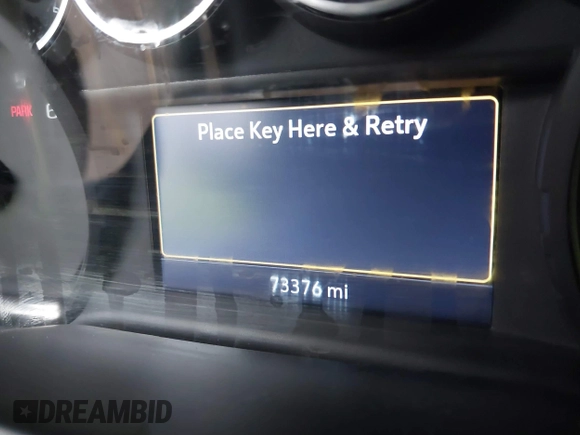 PARK
Place Key Here & Retry
73376 mi
DREAMBID